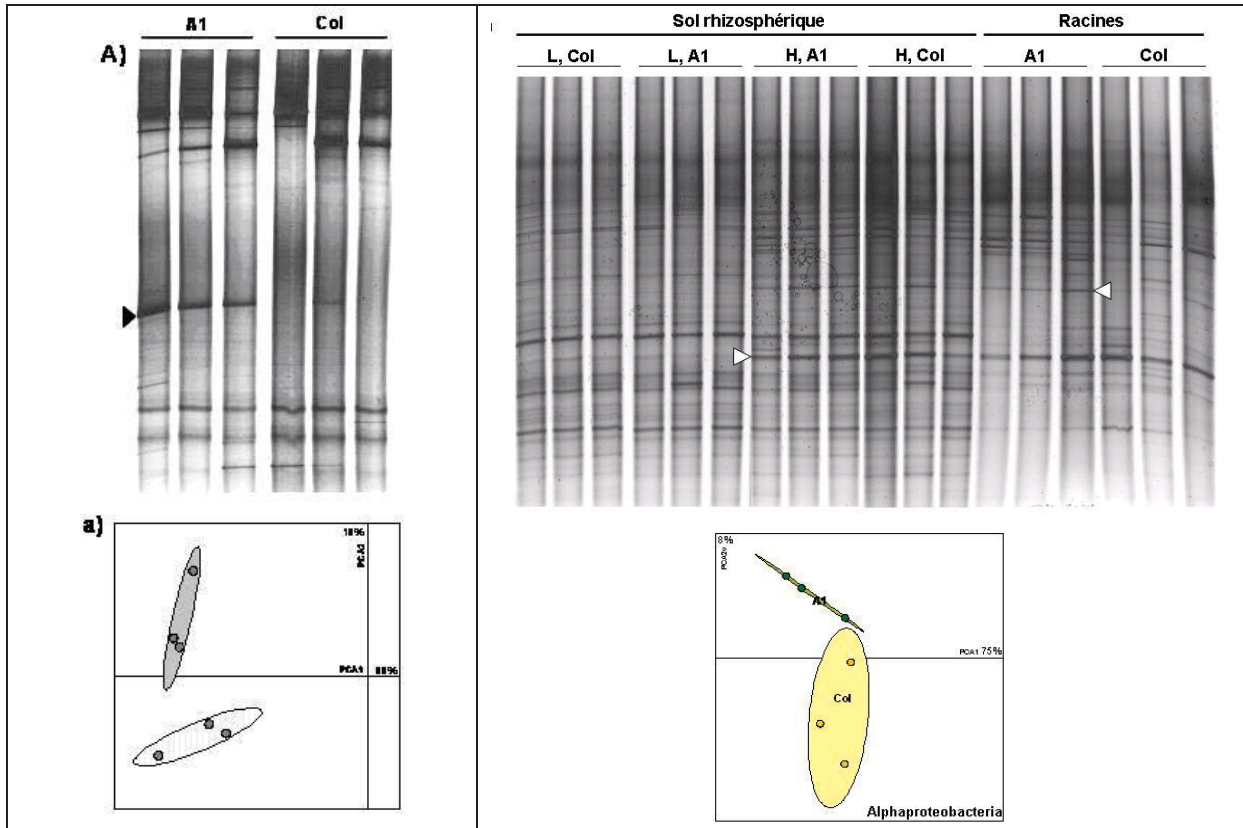 A1 Col
A)
a)
18%
PCA2
PCA1
Sol rhizosphérique Racines
L, Col L, A1 H, A1 H, Col A1 Col
8%
A1
PCA1 75%
Col
Alphaproteobacteria